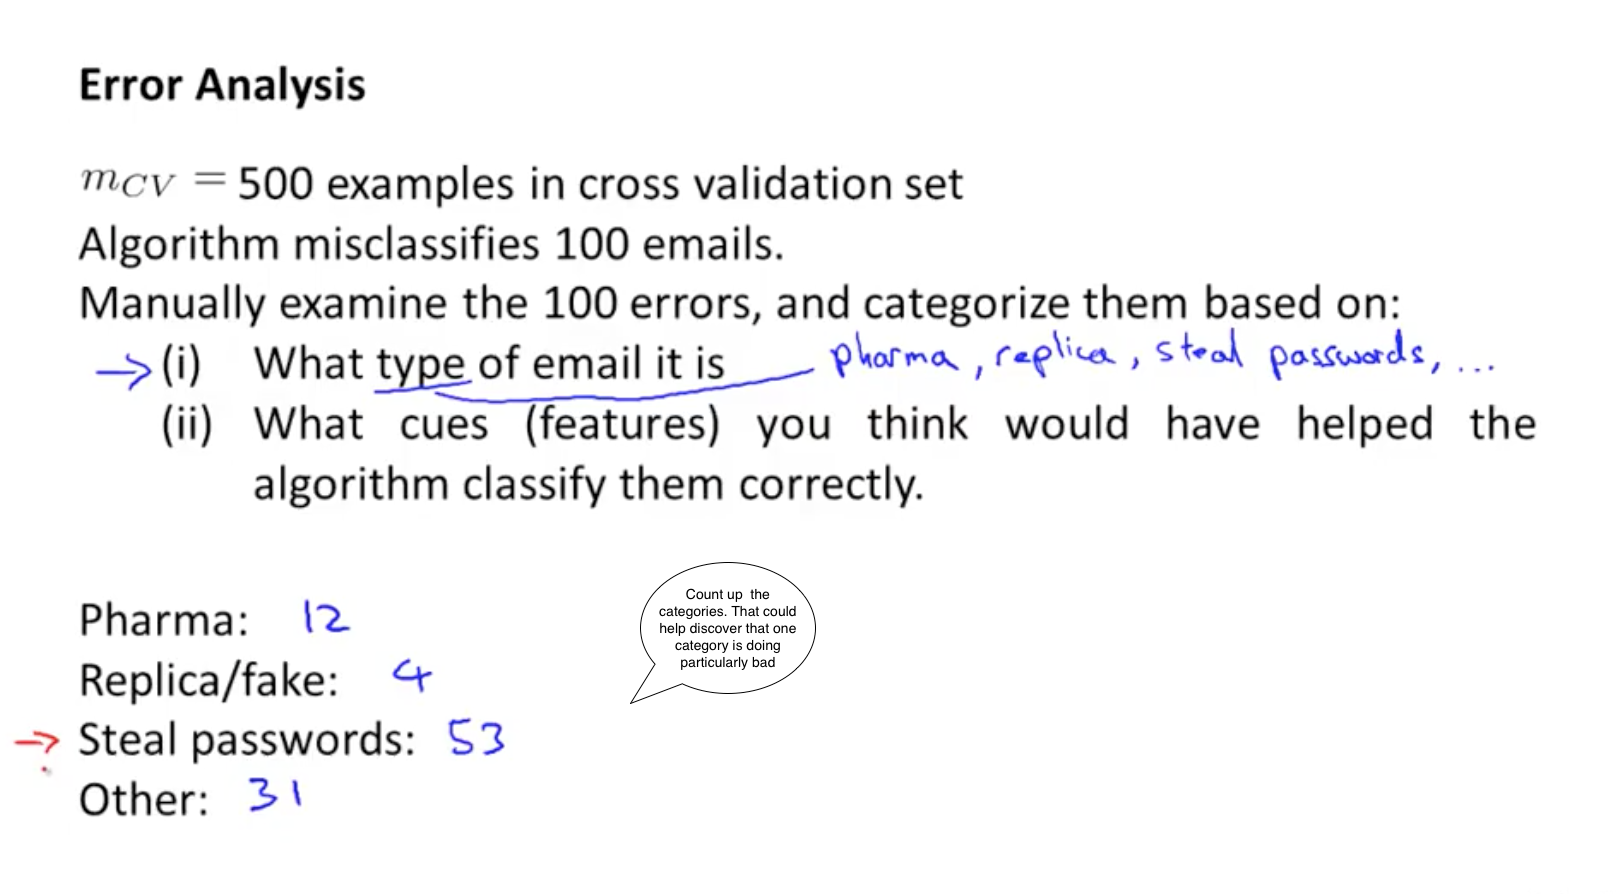 Error Analysis
m_CV = 500 examples in cross validation set
Algorithm misclassifies 100 emails.
Manually examine the 100 errors, and categorize them based on:
→ (i) What type of email it is pharma, replica, steal passwords, ...
(ii) What cues (features) you think would have helped the
algorithm classify them correctly.
Pharma: 12
Replica/fake: 4
→ Steal passwords: 53
Other: 31
Count up the
categories. That could
help discover that one
category is doing
particularly bad